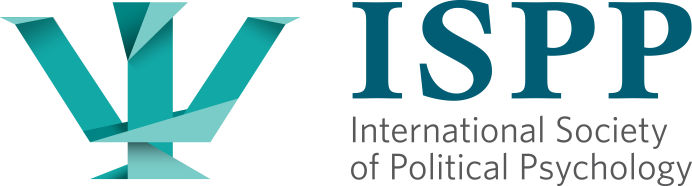 ISPP
International Society
of Political Psychology